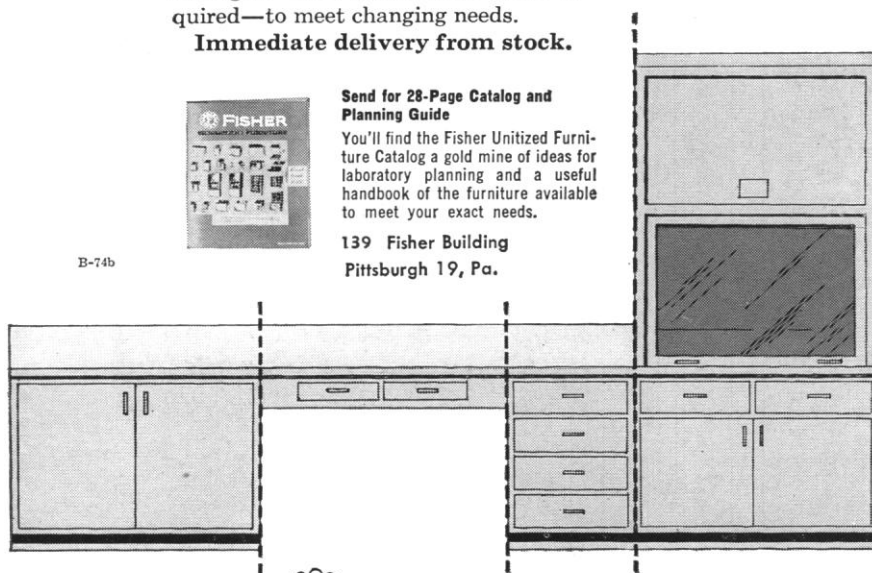 quired—to meet changing needs.
Immediate delivery from stock.
FISHER
Send for 28-Page Catalog and
Planning Guide
You'll find the Fisher Unitized Furni-
ture Catalog a gold mine of ideas for
laboratory planning and a useful
handbook of the furniture available
to meet your exact needs.
139 Fisher Building
Pittsburgh 19, Pa.
B-74b